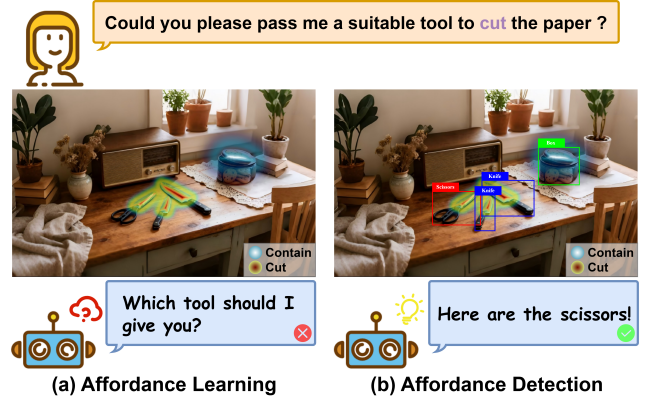 Could you please pass me a suitable tool to cut the paper ?
Contain
Cut
Box
Knife
Scissors
Knife
Contain
Cut
Which tool should I
give you?
Here are the scissors!
(a) Affordance Learning
(b) Affordance Detection